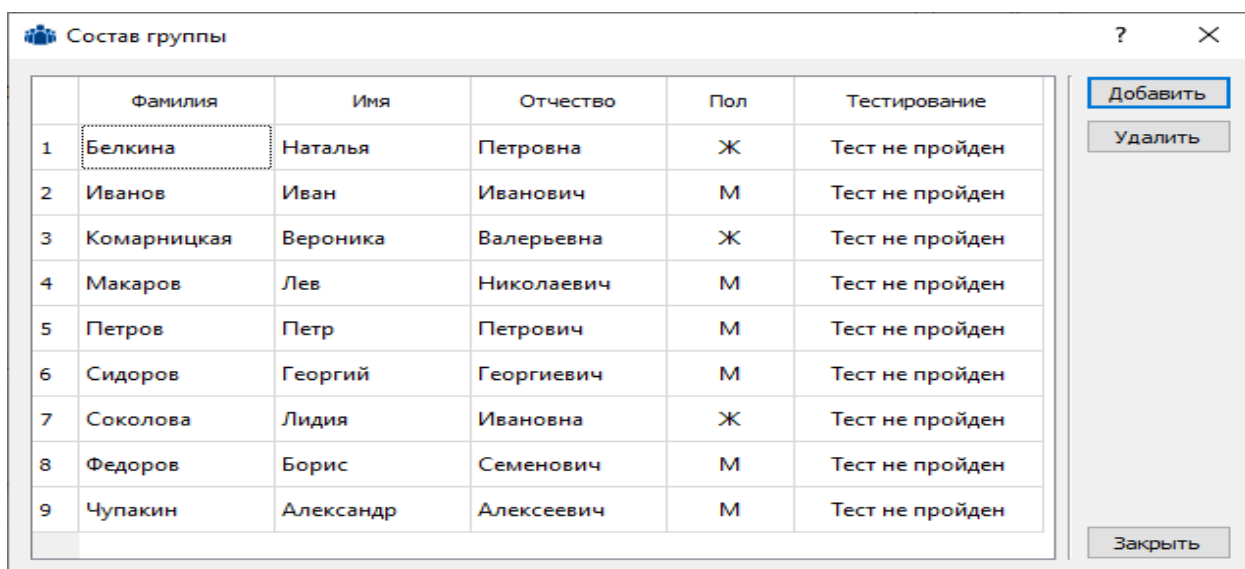 Состав группы ?
Фамилия Имя Отчество Пол Тестирование
1 Белкина Наталья Петровна Ж Тест не пройден
2 Иванов Иван Иванович М Тест не пройден
3 Комарницкая Вероника Валерьевна Ж Тест не пройден
4 Макаров Лев Николаевич М Тест не пройден
5 Петров Петр Петрович М Тест не пройден
6 Сидоров Георгий Георгиевич М Тест не пройден
7 Соколова Лидия Ивановна Ж Тест не пройден
8 Федоров Борис Семенович М Тест не пройден
9 Чупакин Александр Алексеевич М Тест не пройден
Добавить
Удалить
Закрыть